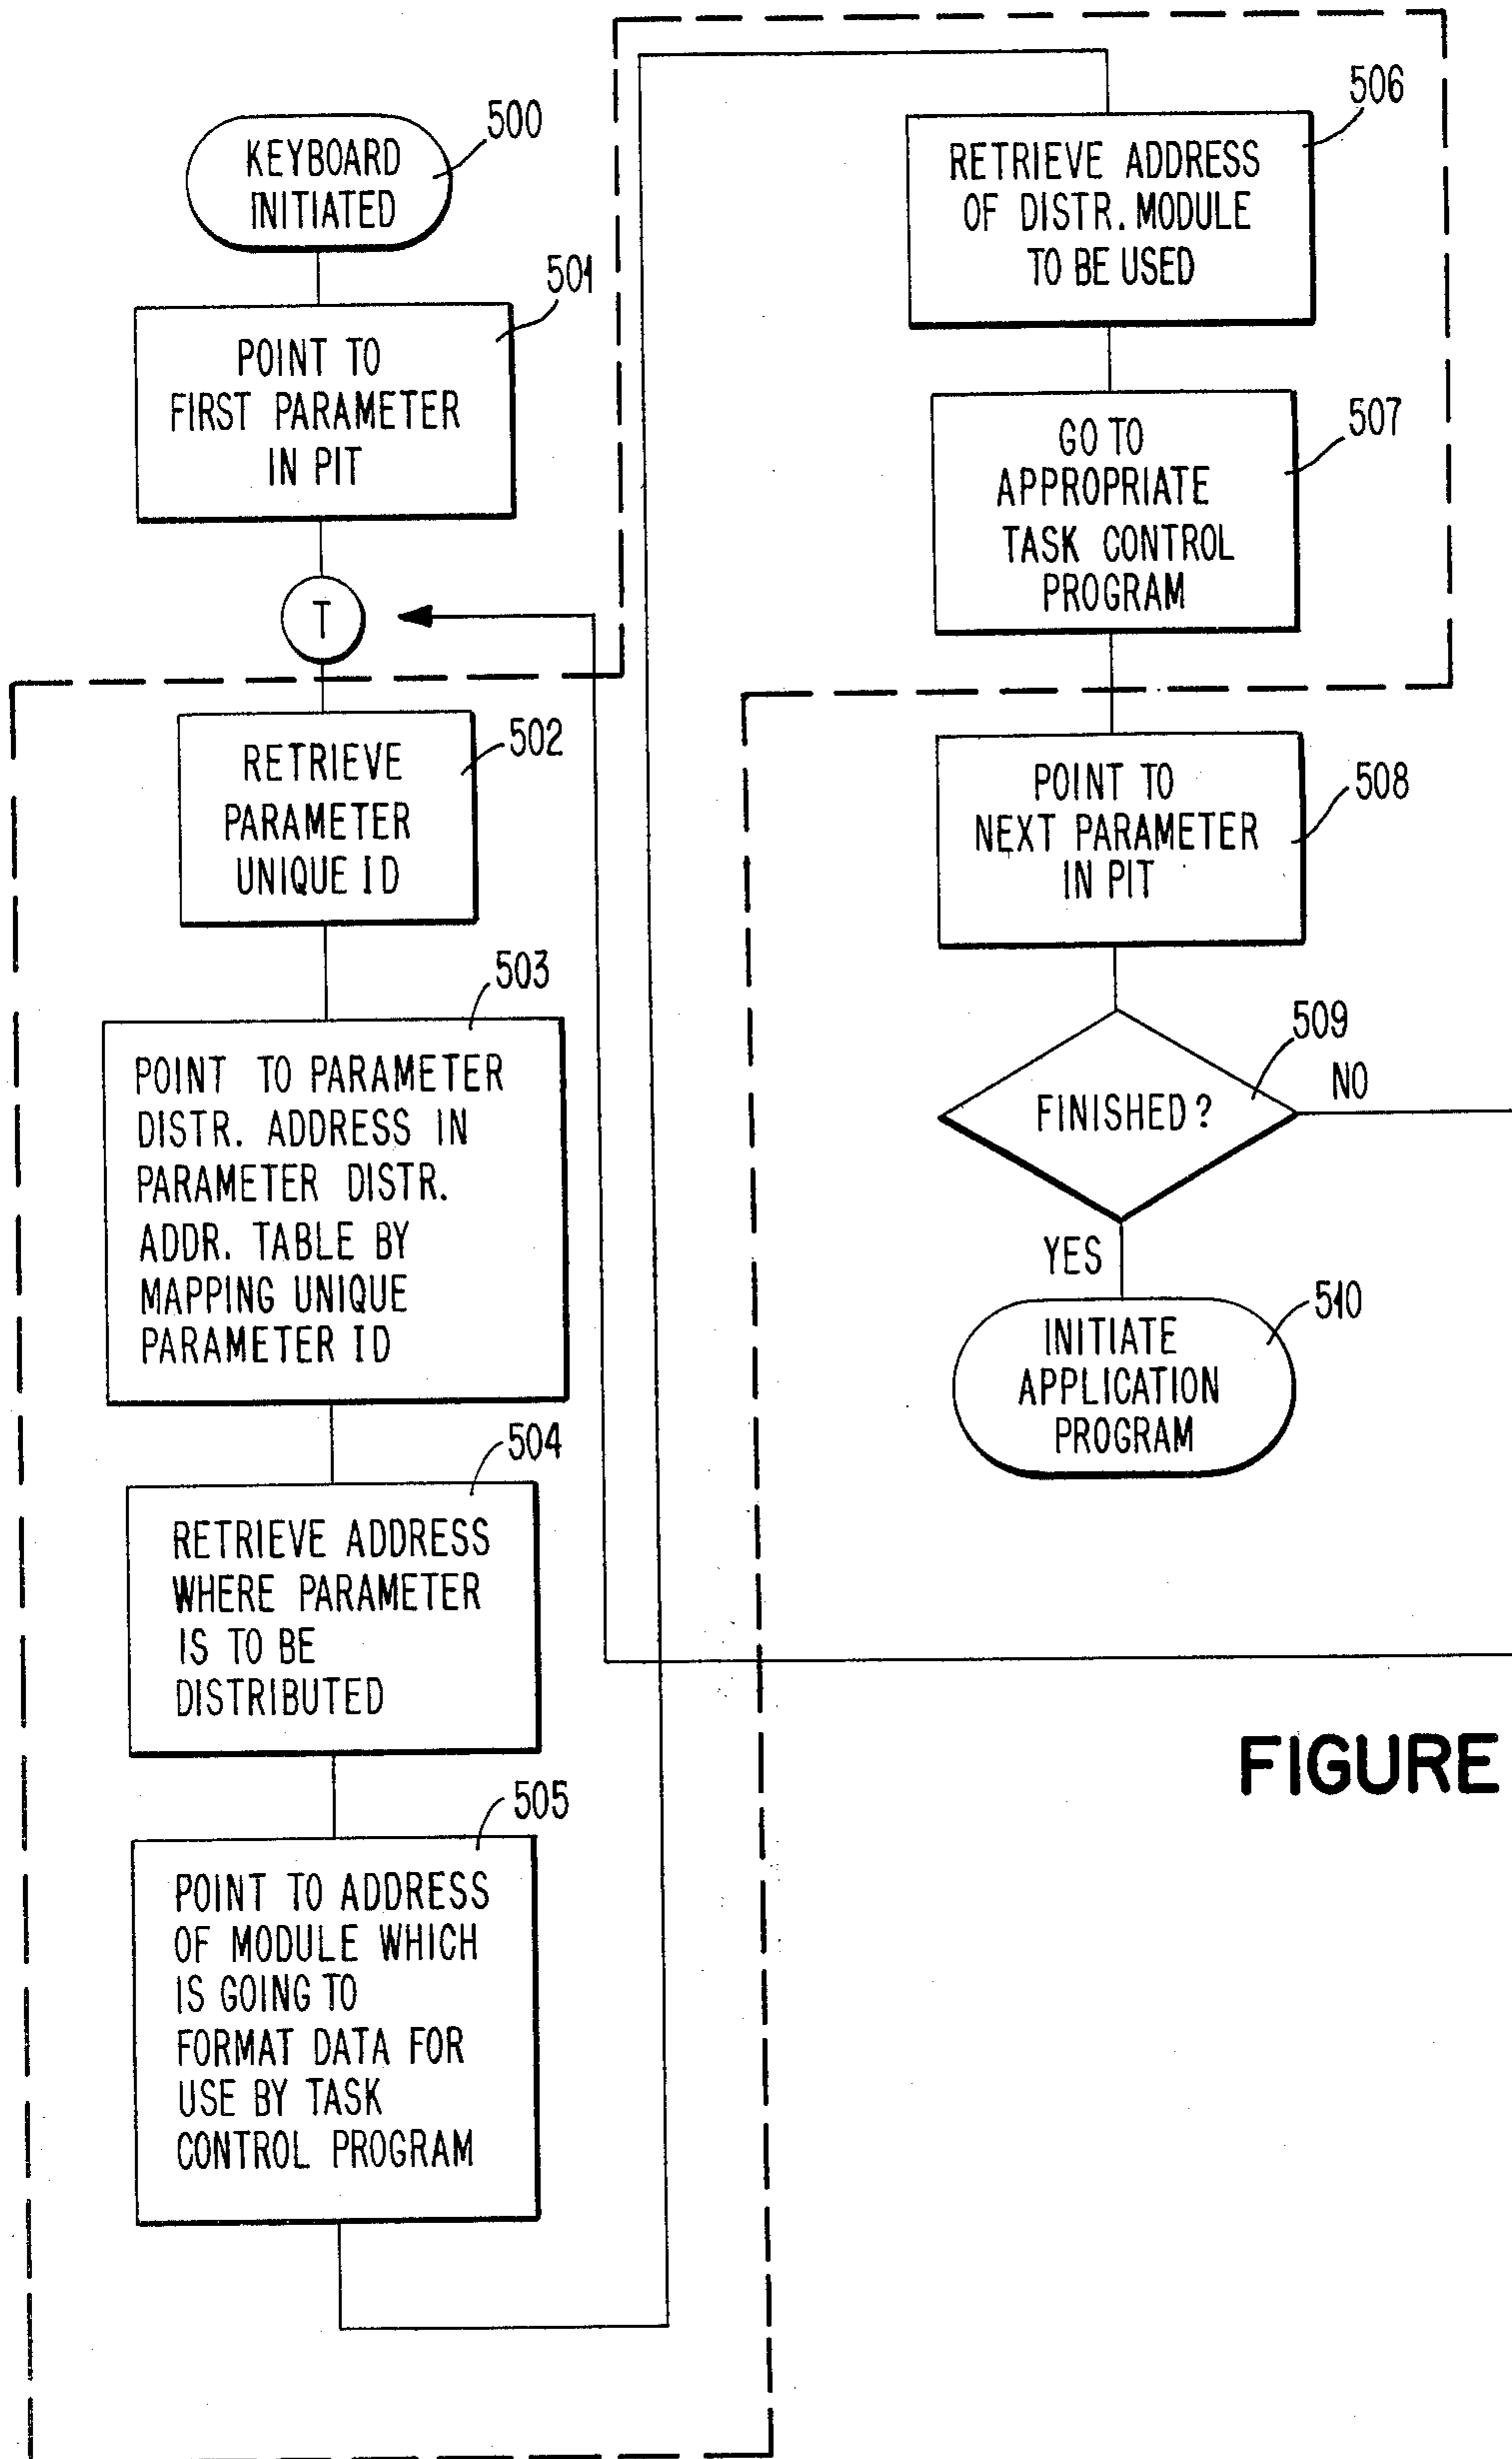 500
KEYBOARD
INITIATED
501
POINT TO
FIRST PARAMETER
IN PIT
T
502
RETRIEVE
PARAMETER
UNIQUE ID
503
POINT TO PARAMETER
DISTR. ADDRESS IN
PARAMETER DISTR.
ADDR. TABLE BY
MAPPING UNIQUE
PARAMETER ID
504
RETRIEVE ADDRESS
WHERE PARAMETER
IS TO BE
DISTRIBUTED
505
POINT TO ADDRESS
OF MODULE WHICH
IS GOING TO
FORMAT DATA FOR
USE BY TASK
CONTROL PROGRAM
506
RETRIEVE ADDRESS
OF DISTR. MODULE
TO BE USED
507
GO TO
APPROPRIATE
TASK CONTROL
PROGRAM
508
POINT TO
NEXT PARAMETER
IN PIT
509
FINISHED?
NO
YES
510
INITIATE
APPLICATION
PROGRAM
FIGURE